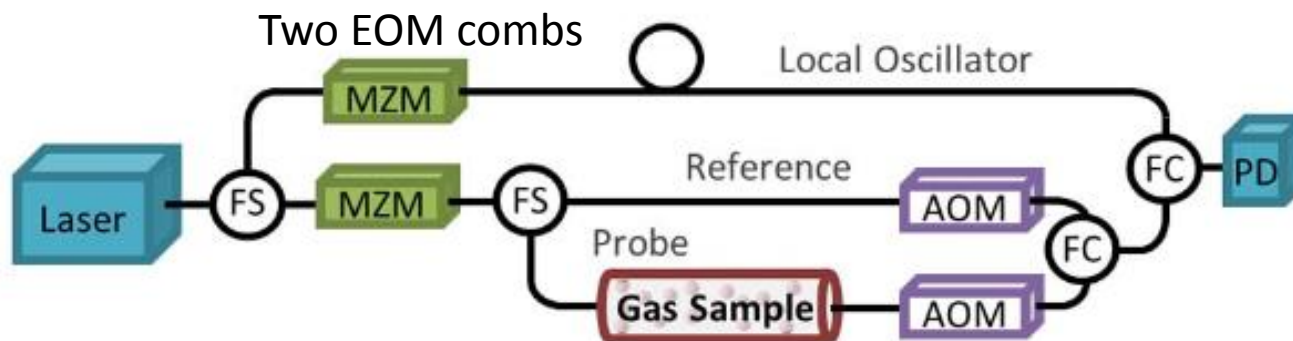 Two EOM combs
MZM
Local Oscillator
Laser
FS
MZM
FS
Reference
AOM
FC
FC
PD
Probe
Gas Sample
AOM